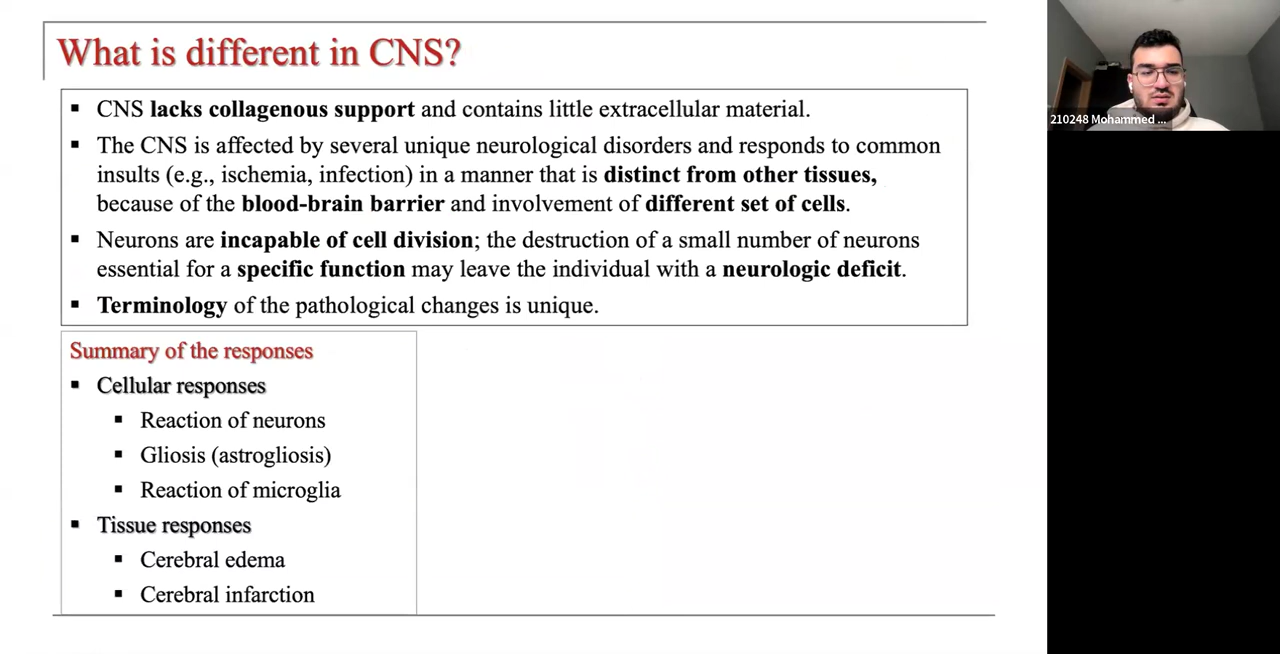 What is different in CNS?
▪ CNS lacks collagenous support and contains little extracellular material.
▪ The CNS is affected by several unique neurological disorders and responds to common
insults (e.g., ischemia, infection) in a manner that is distinct from other tissues,
because of the blood-brain barrier and involvement of different set of cells.
▪ Neurons are incapable of cell division; the destruction of a small number of neurons
essential for a specific function may leave the individual with a neurologic deficit.
▪ Terminology of the pathological changes is unique.
Summary of the responses
▪ Cellular responses
▪ Reaction of neurons
▪ Gliosis (astrogliosis)
▪ Reaction of microglia
▪ Tissue responses
▪ Cerebral edema
▪ Cerebral infarction
210248 Mohammed ...